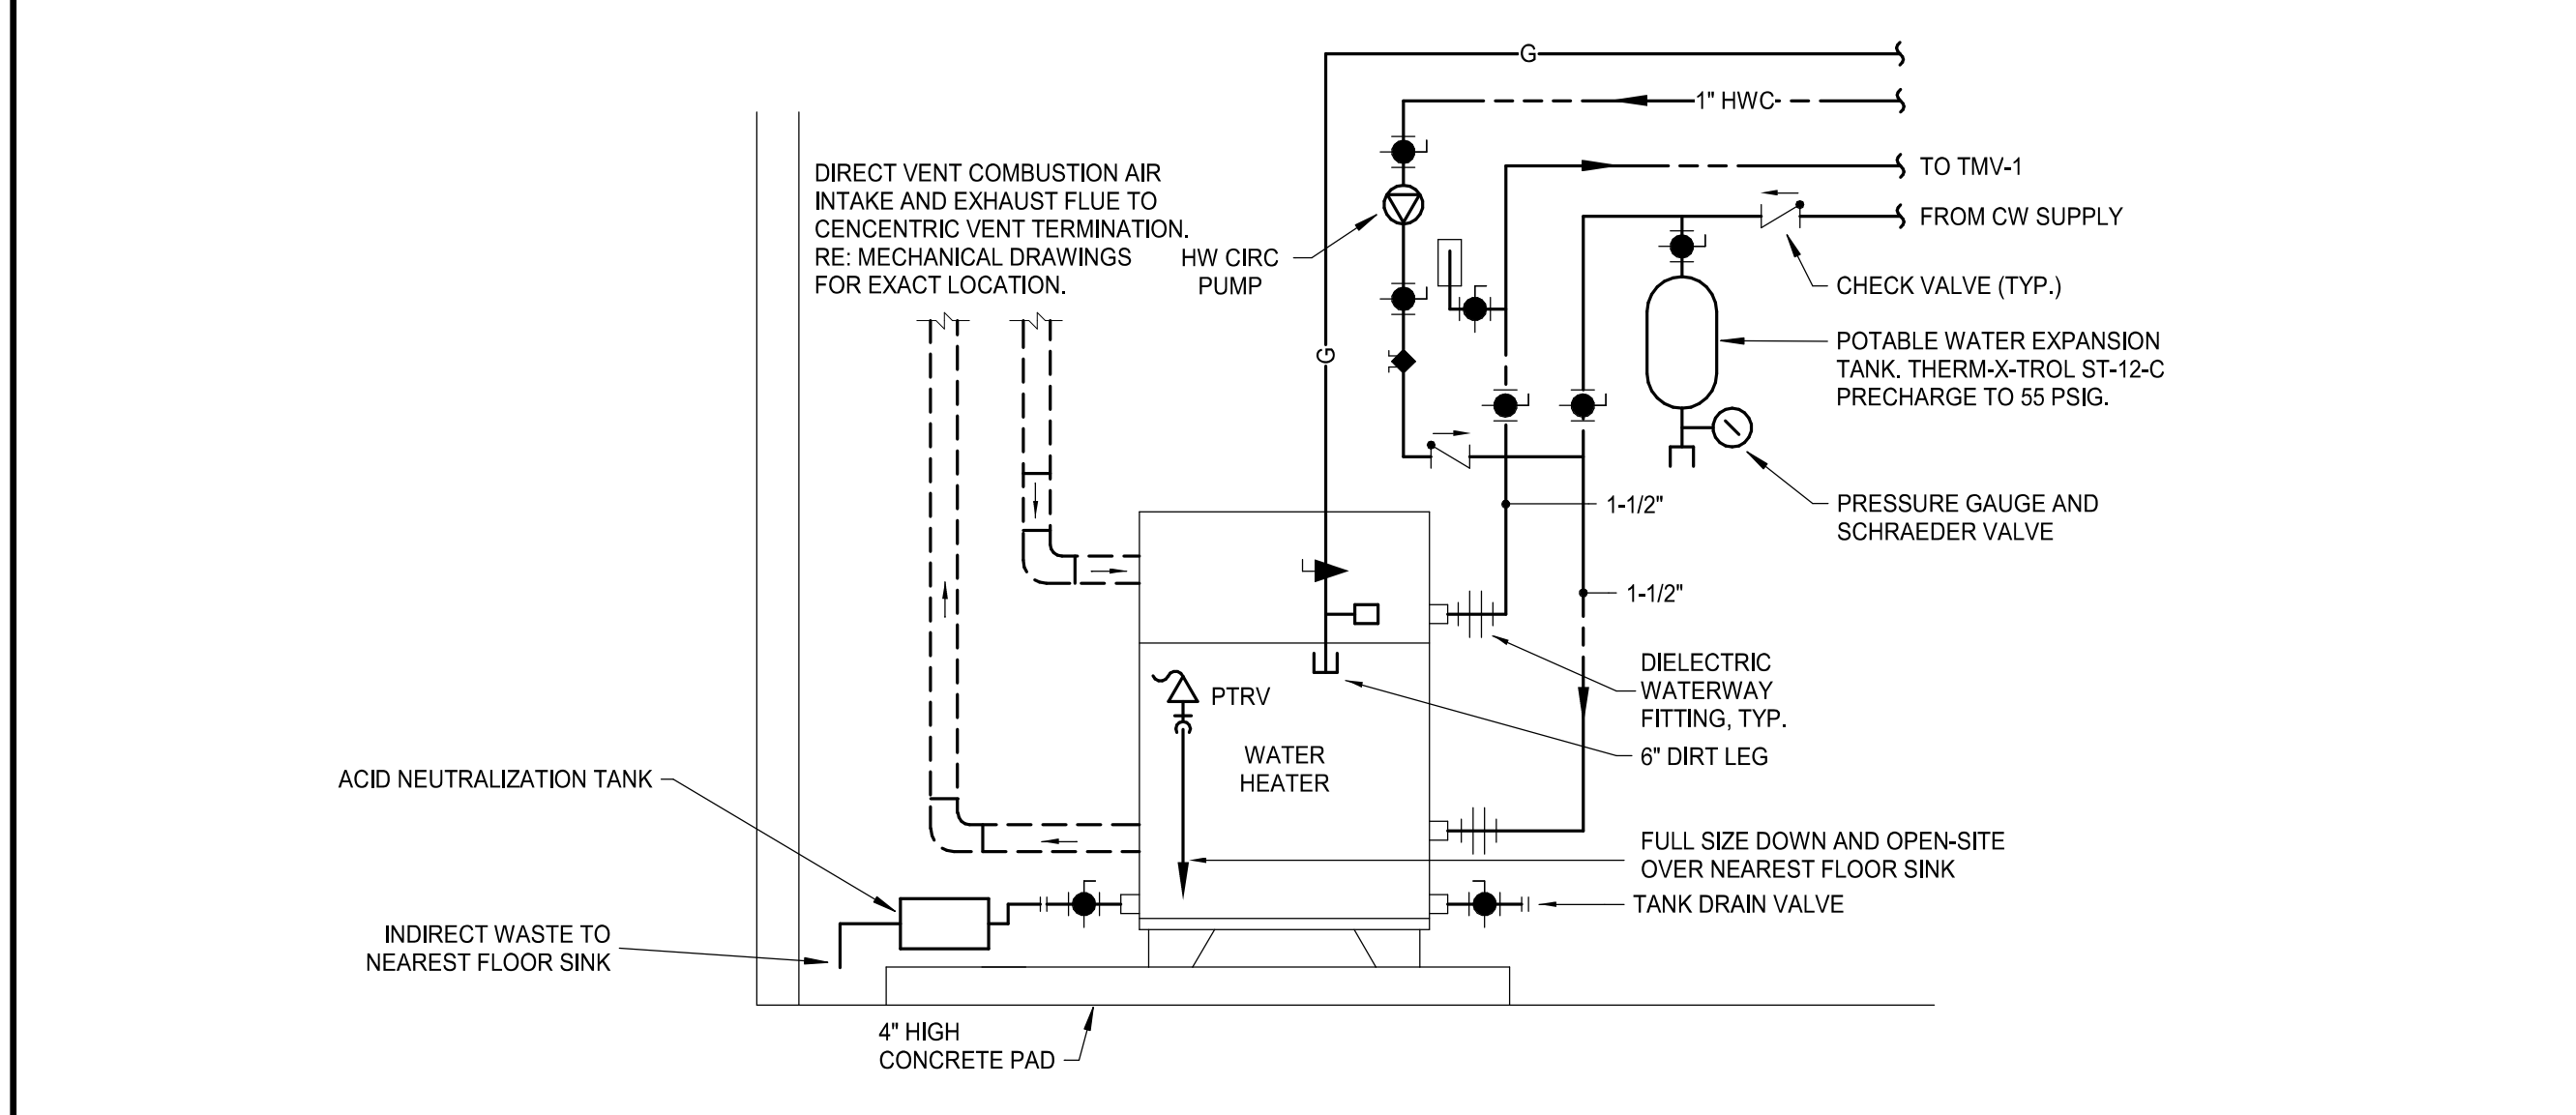 G
1" HWC
TO TMV-1
FROM CW SUPPLY
DIRECT VENT COMBUSTION AIR
INTAKE AND EXHAUST FLUE TO
CENCENTRIC VENT TERMINATION.
RE: MECHANICAL DRAWINGS
FOR EXACT LOCATION.
HW CIRC
PUMP
CHECK VALVE (TYP.)
G
POTABLE WATER EXPANSION
TANK. THERM-X-TROL ST-12-C
PRECHARGE TO 55 PSIG.
1-1/2"
PRESSURE GAUGE AND
SCHRAEDER VALVE
1-1/2"
DIELECTRIC
WATERWAY
FITTING, TYP.
PTRV
6" DIRT LEG
WATER
HEATER
ACID NEUTRALIZATION TANK
FULL SIZE DOWN AND OPEN-SITE
OVER NEAREST FLOOR SINK
TANK DRAIN VALVE
INDIRECT WASTE TO
NEAREST FLOOR SINK
4" HIGH
CONCRETE PAD